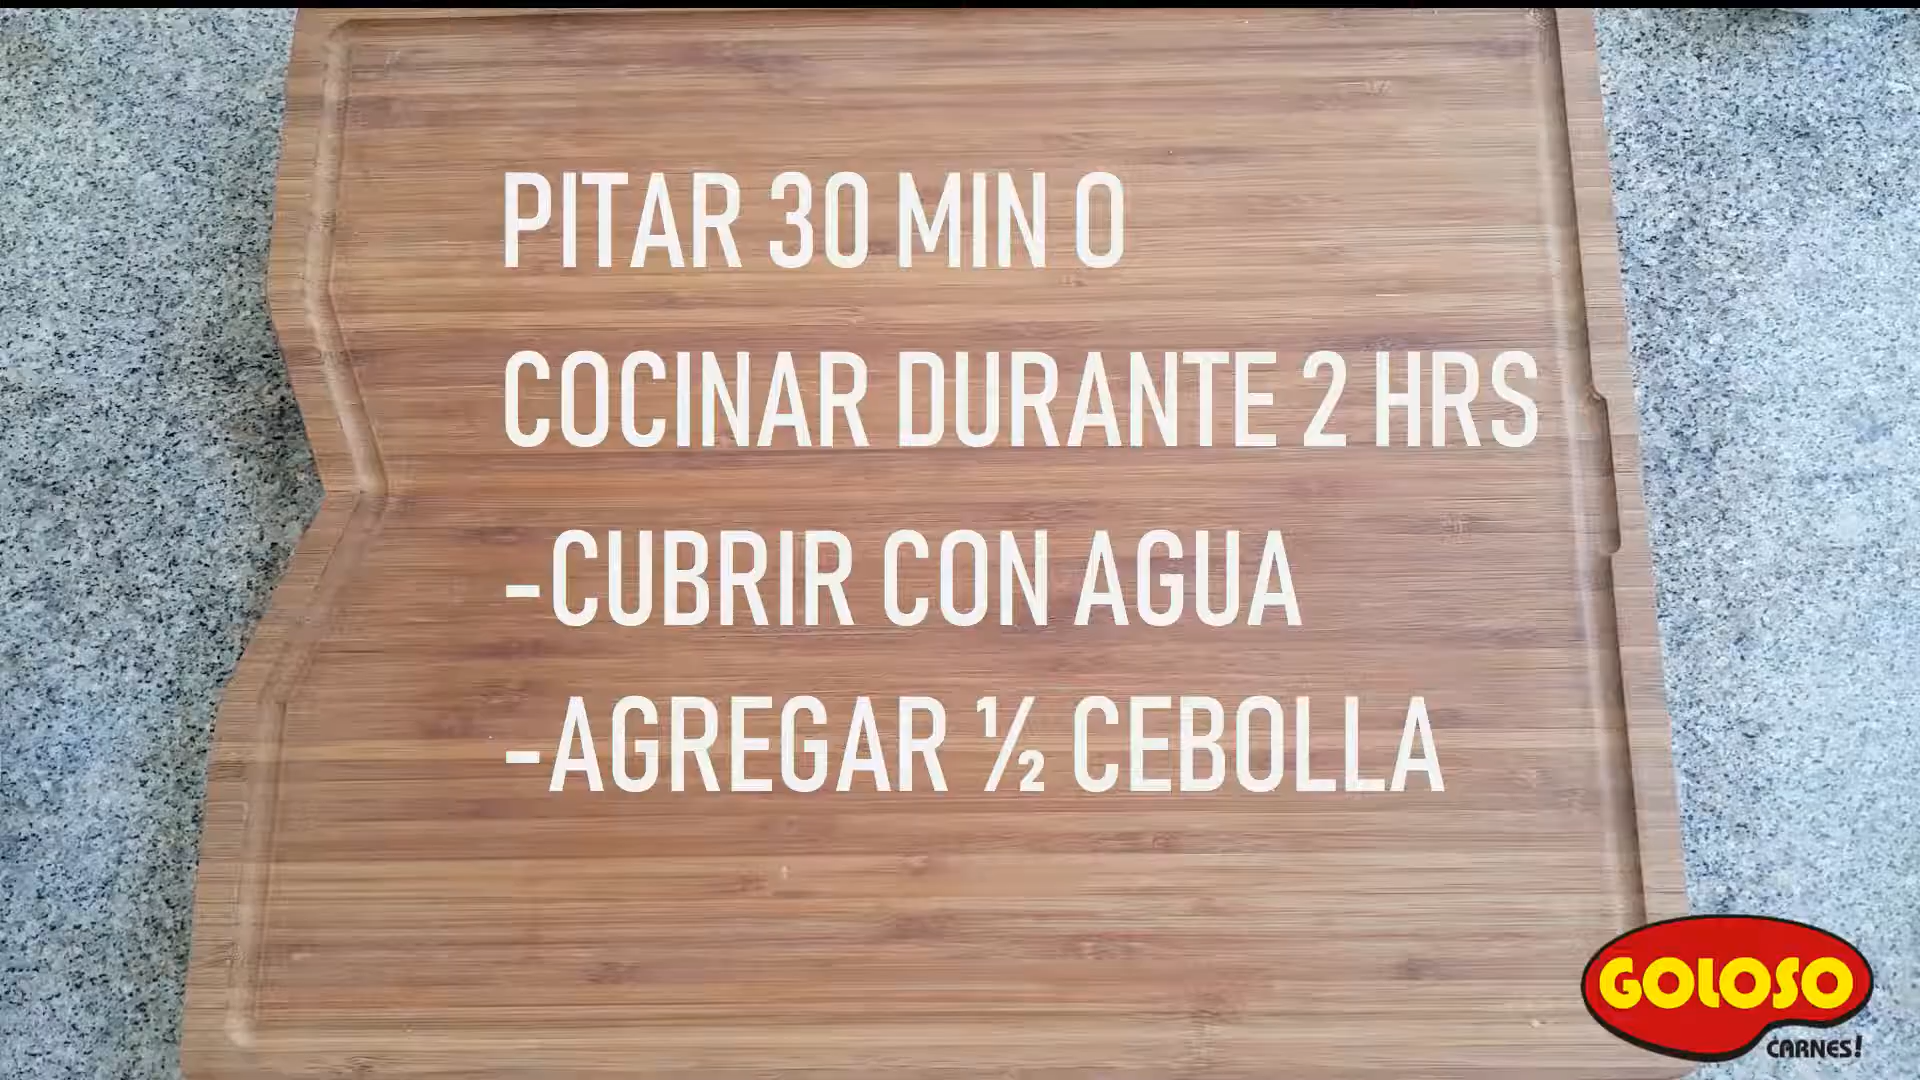 PITAR 30 MIN O
COCINAR DURANTE 2 HRS
-CUBRIR CON AGUA
-AGREGAR ½ CEBOLLA
GOLOSO
CARNES!